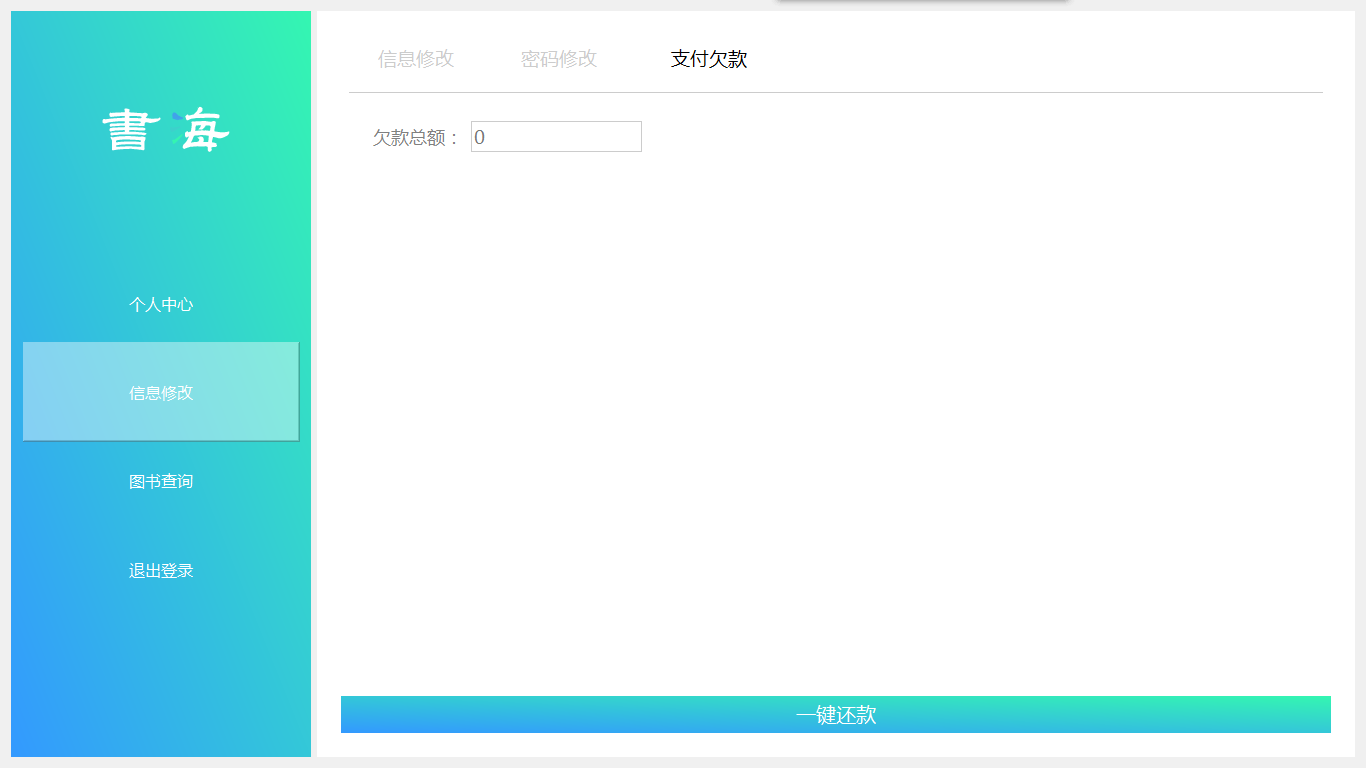 書海
个人中心
信息修改
图书查询
退出登录
信息修改 密码修改 支付欠款
欠款总额： 0
一键还款